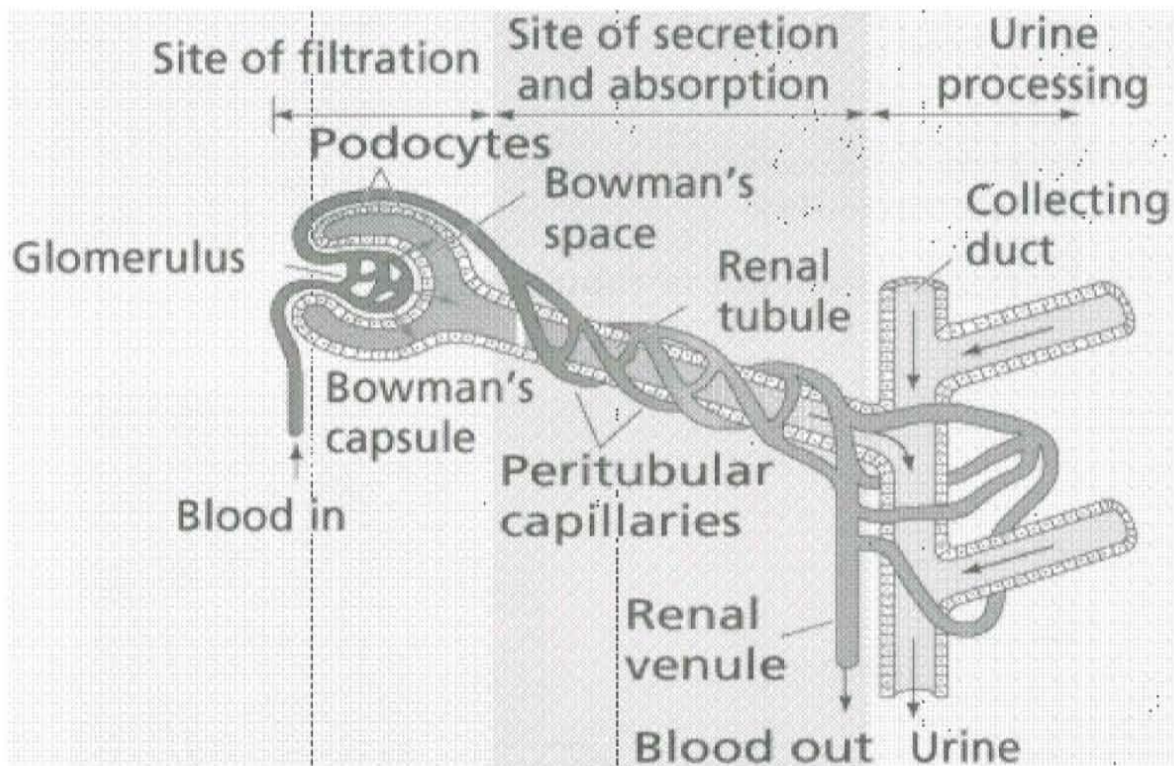 Site of filtration
Site of secretion
and absorption
Urine
processing
Podocytes
Bowman's
space
Collecting
duct
Glomerulus
Renal
tubule
Bowman's
capsule
Peritubular
capillaries
Blood in
Renal
venule
Blood out
Urine